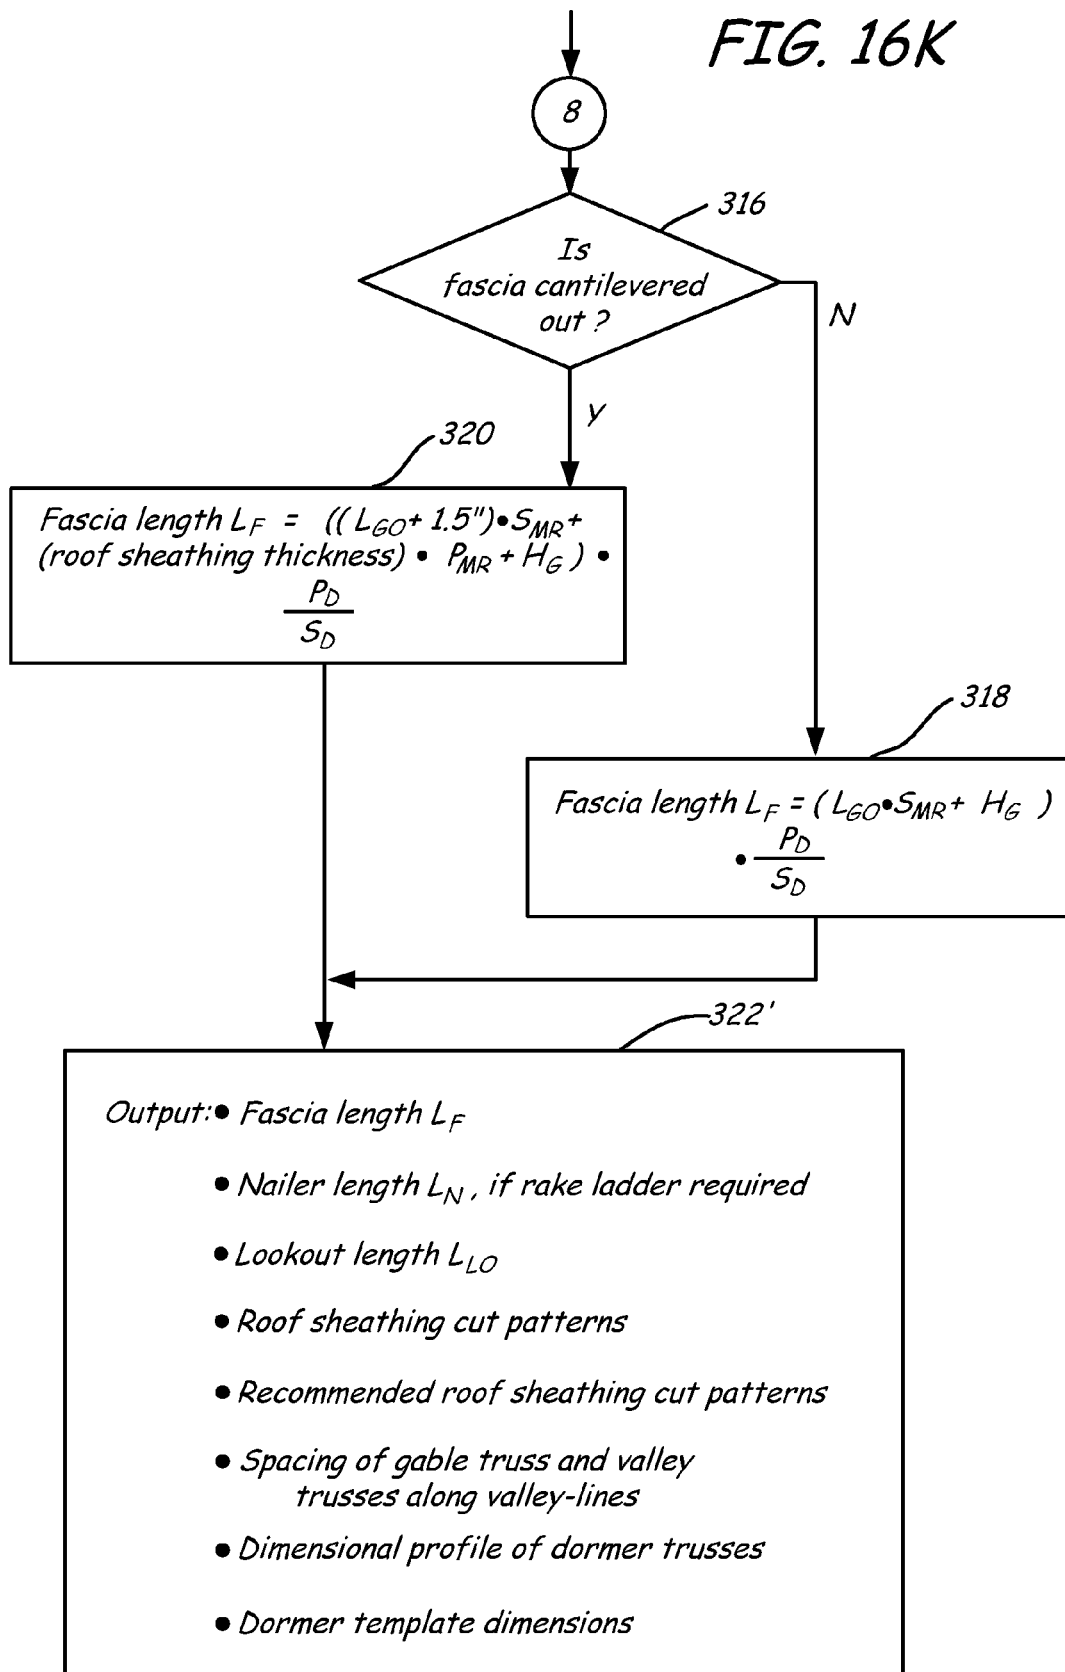 FIG. 16K
8
316
Is
fascia cantilevered
out ?
N
Y
320
Fascia length L_F = ((L_GO + 1.5")•S_MR +
(roof sheathing thickness) • P_MR + H_G ) •
P_D
S_D
318
Fascia length L_F = ( L_GO•S_MR + H_G )
• P_D
S_D
322'
Output: • Fascia length L_F
• Nailer length L_N, if rake ladder required
• Lookout length L_LO
• Roof sheathing cut patterns
• Recommended roof sheathing cut patterns
• Spacing of gable truss and valley
trusses along valley-lines
• Dimensional profile of dormer trusses
• Dormer template dimensions